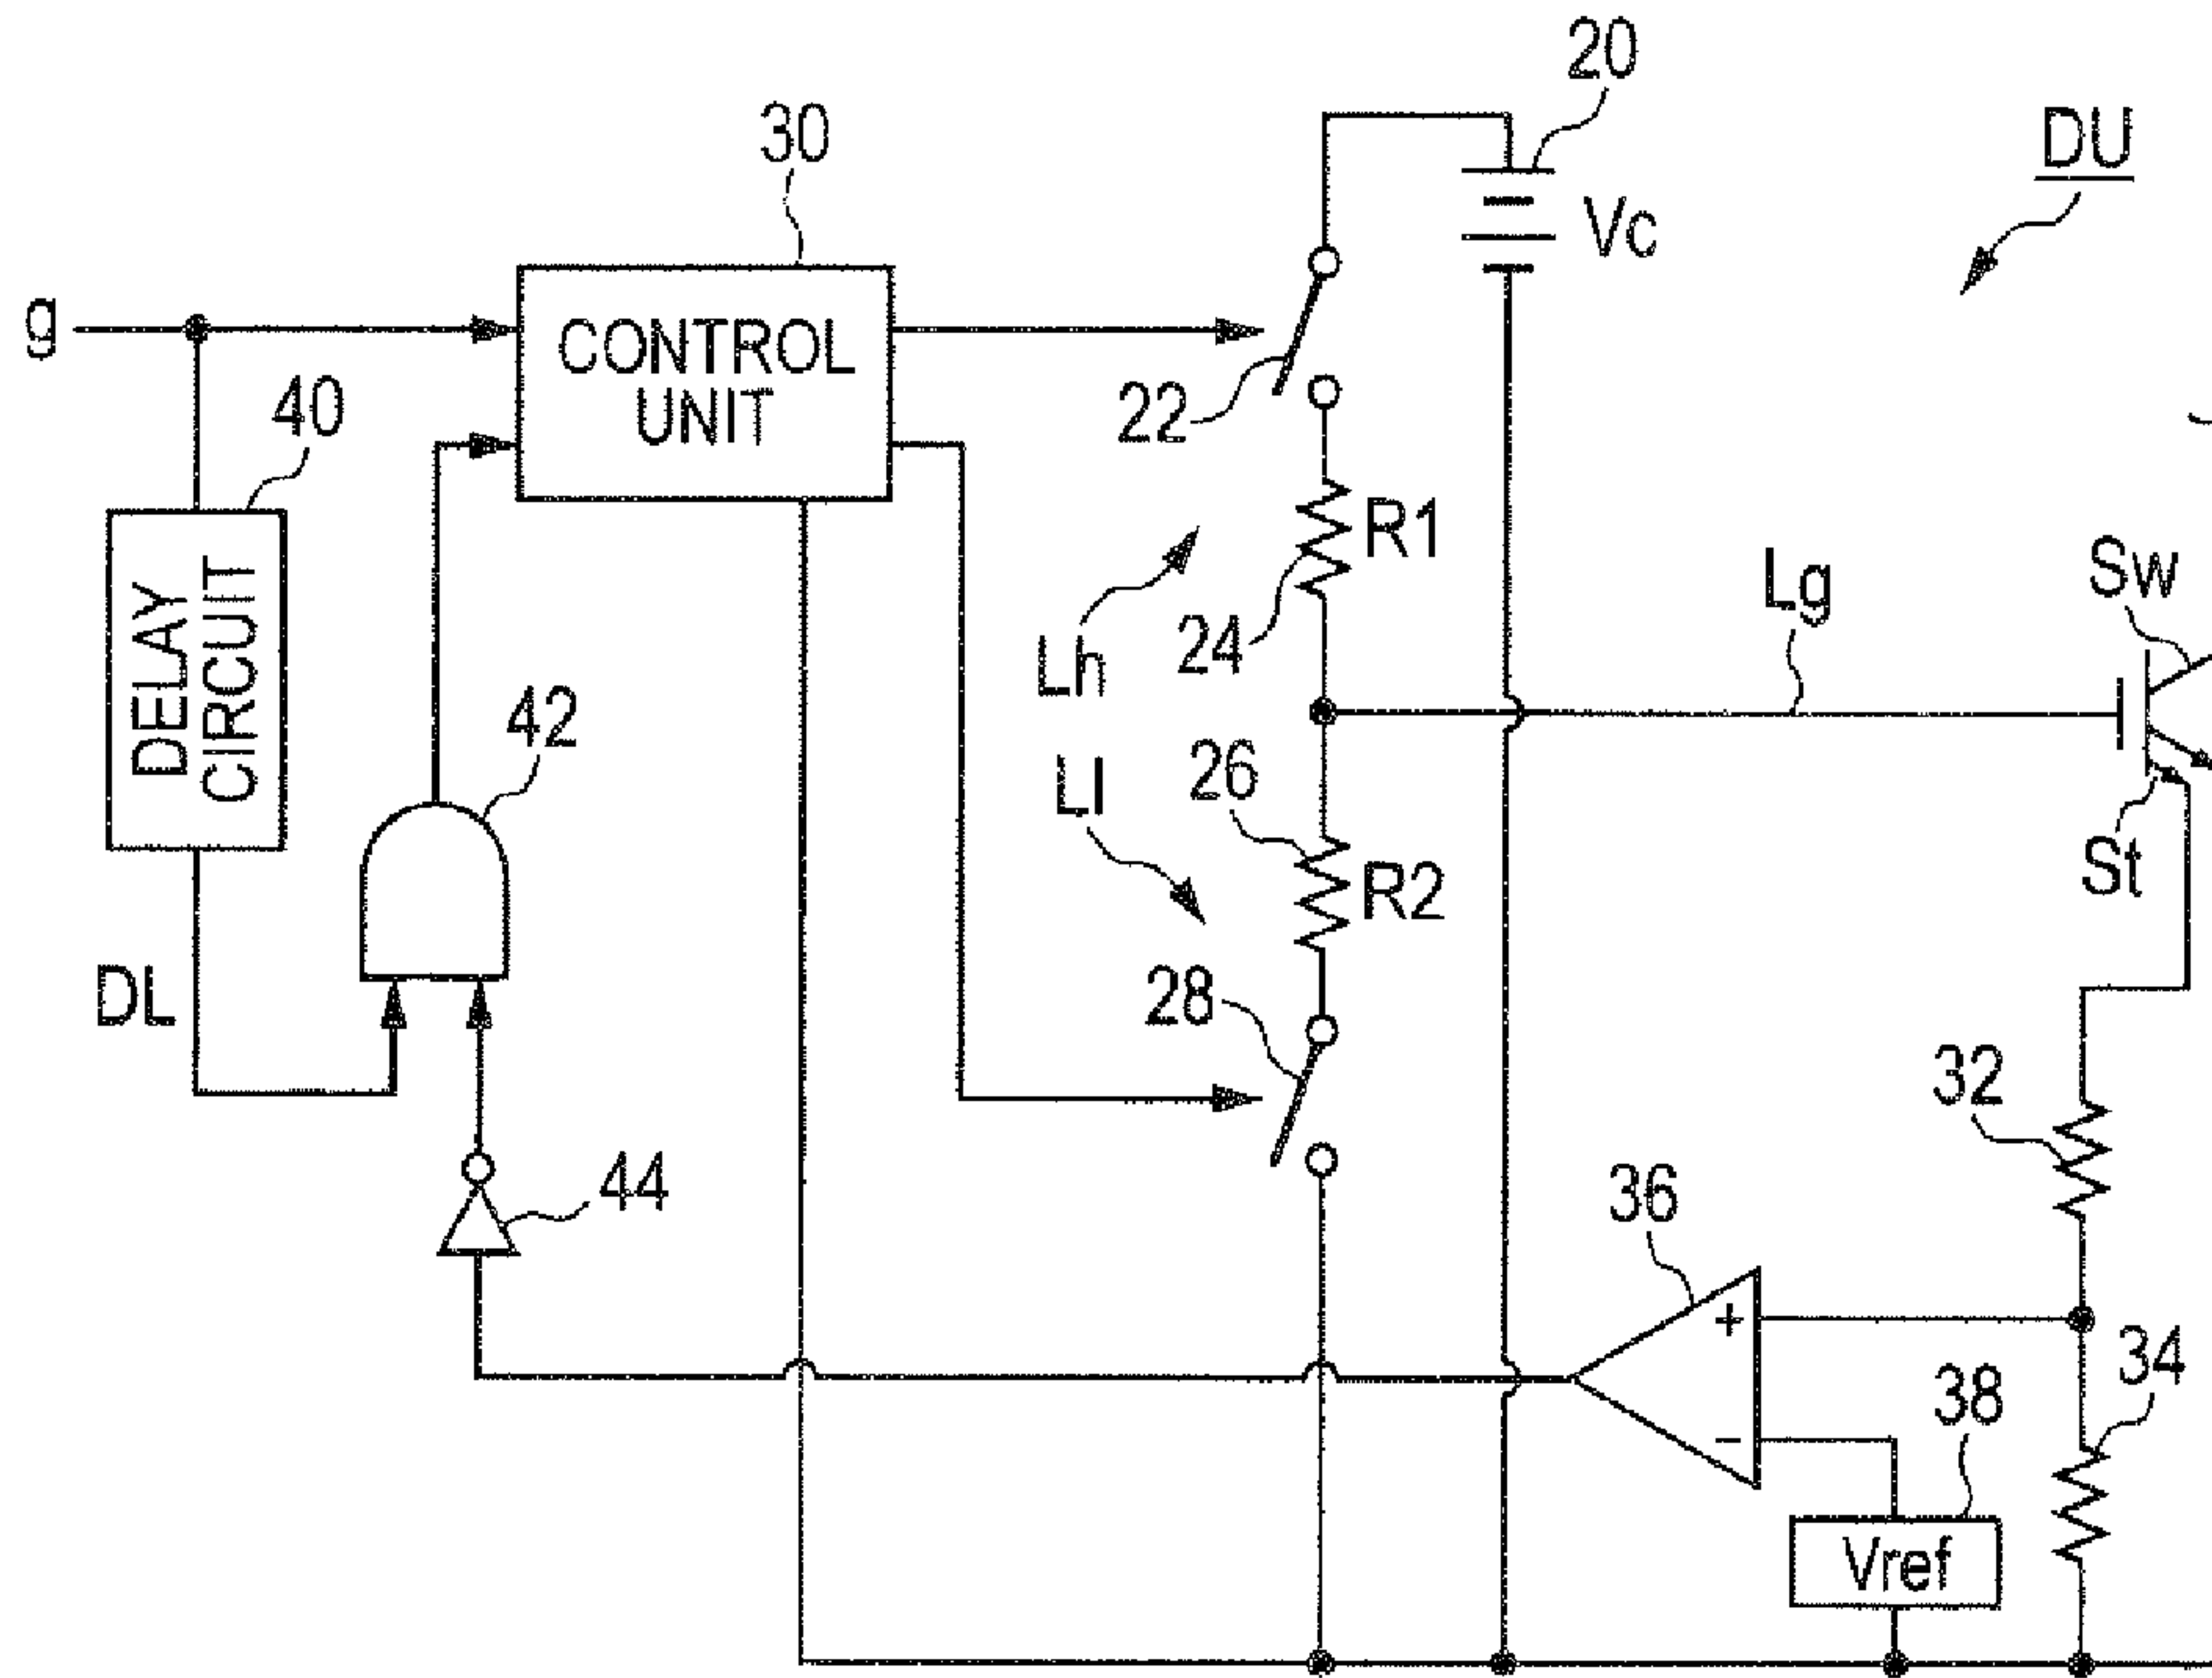 20
DU
30
Vc
g
CONTROL
UNIT
22
40
R1
DELAY
CIRCUIT
Lg
Sw
24
Lh
42
26
Ll
R2
St
28
DL
32
44
36
+
34
38
−
Vref